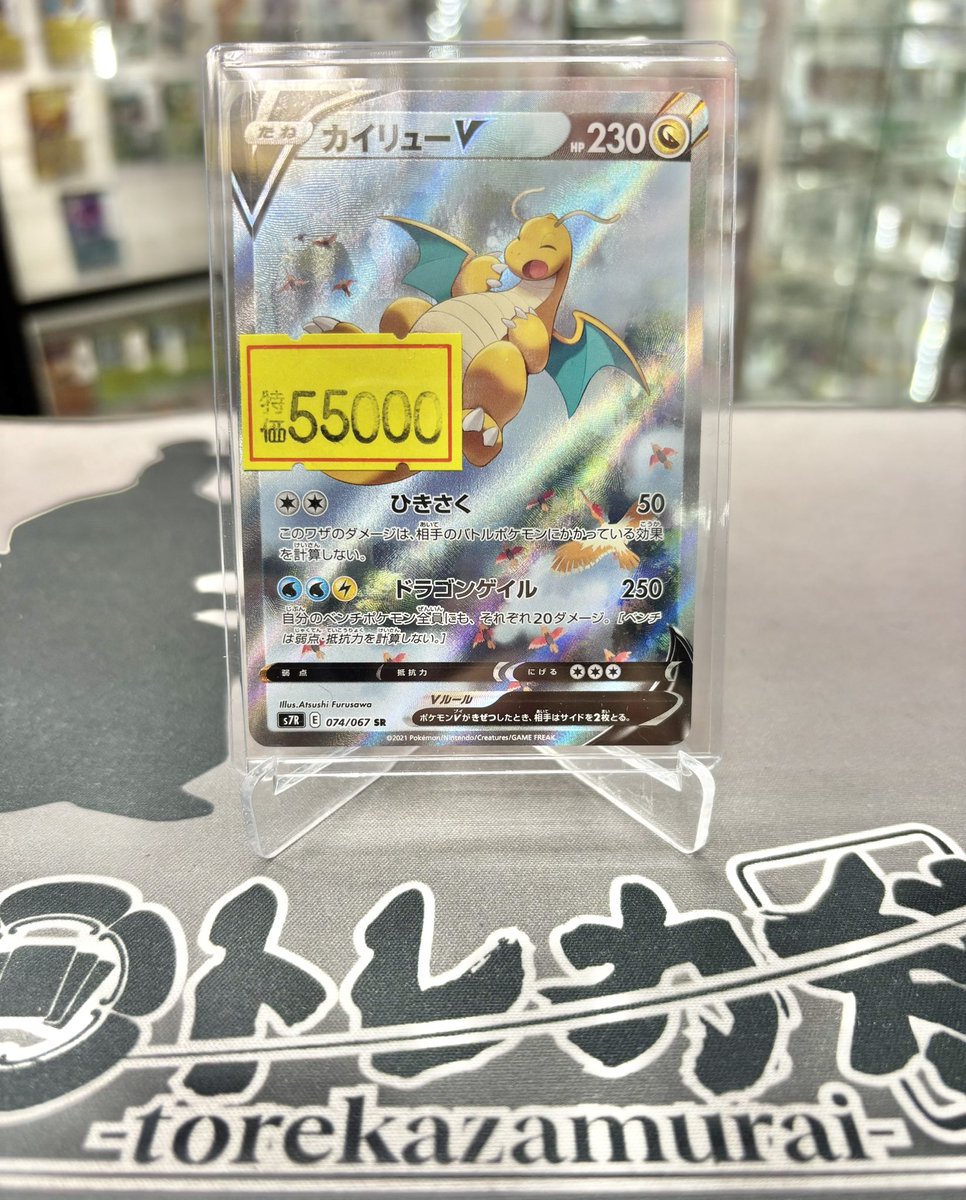 たね カイリューV HP 230
特価 55000
ひきさく 50
このワザのダメージは、相手のバトルポケモンにかかっている効果
を計算しない。
ドラゴンゲイル 250
自分のベンチポケモン全員にも、それぞれ20ダメージ。[ベンチ
は弱点・抵抗力を計算しない。]
弱点 抵抗力 にげる
Illus.Atsushi Furusawa
Vルール
s7R E 074/067 SR
ポケモンVがきぜつしたとき、相手はサイドを2枚とる。
©2021 Pokémon/Nintendo/Creatures/GAME FREAK
トレカ
-torekazamurai-